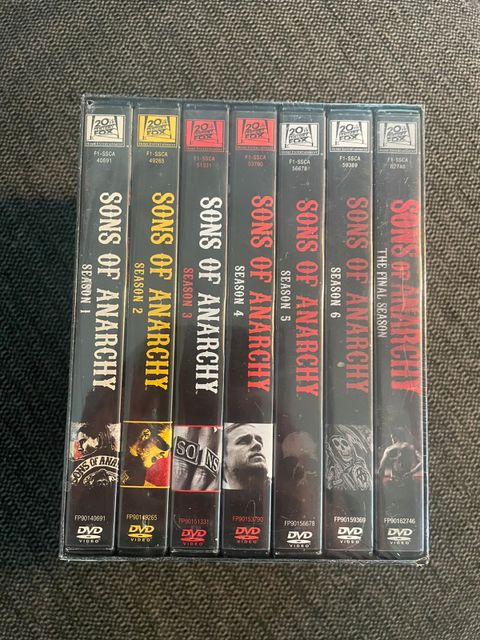 20th
CENTURY
FOX
F1-SSCA
40691
SONS OF ANARCHY
SEASON 1
SONS OF ANAR
FP90140691
DVD
VIDEO
20th
CENTURY
FOX
F1-SSCA
49265
SONS OF ANARCHY
SEASON 2
FP90149265
DVD
VIDEO
20th
CENTURY
FOX
F1-SSCA
51331
SONS OF ANARCHY
SEASON 3
SONS
FP90151331
DVD
VIDEO
20th
CENTURY
FOX
F1-SSCA
53790
SONS OF ANARCHY
SEASON 4
FP90153790
DVD
VIDEO
20th
CENTURY
FOX
F1-SSCA
56678
SONS OF ANARCHY
SEASON 5
FP90156678
DVD
VIDEO
20th
CENTURY
FOX
F1-SSCA
59369
SONS OF ANARCHY
SEASON 6
FP90159369
DVD
VIDEO
20th
CENTURY
FOX
F1-SSCA
62746
SONS OF ANARCHY
THE FINAL SEASON
FP90162746
DVD
VIDEO